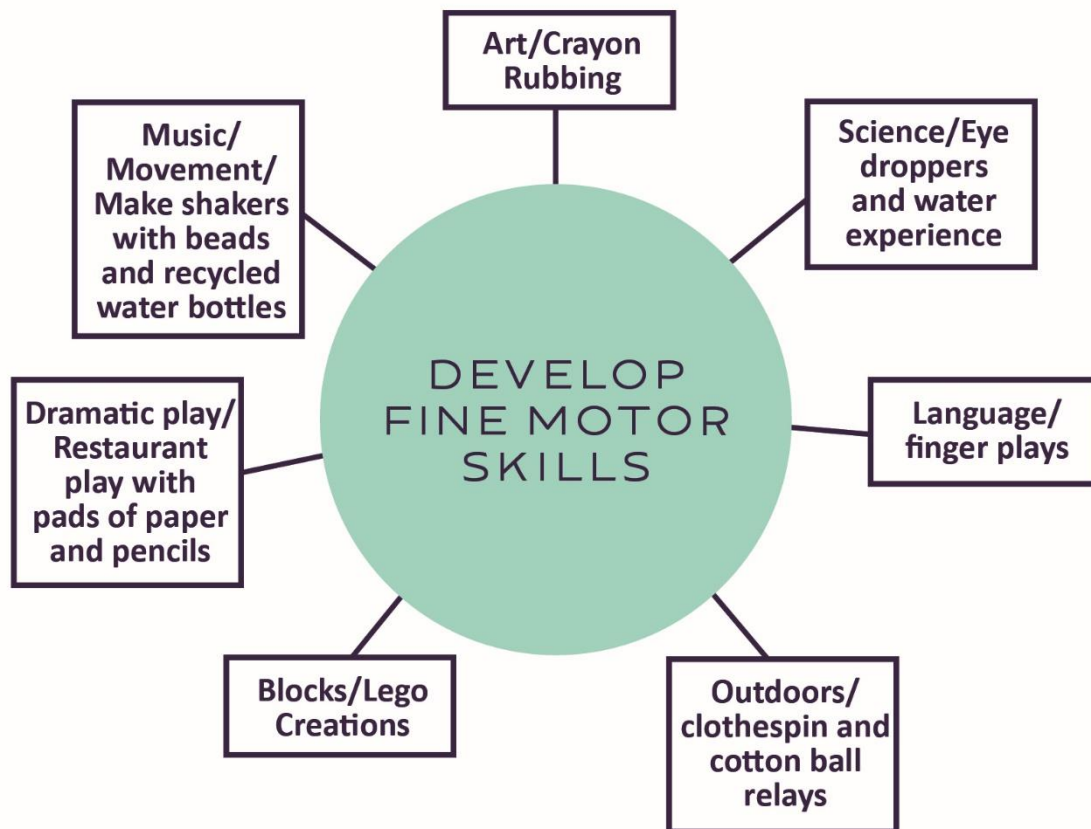 DEVELOP
FINE MOTOR
SKILLS
Art/Crayon
Rubbing
Science/Eye
droppers
and water
experience
Language/
finger plays
Outdoors/
clothespin and
cotton ball
relays
Blocks/Lego
Creations
Dramatic play/
Restaurant
play with
pads of paper
and pencils
Music/
Movement/
Make shakers
with beads
and recycled
water bottles